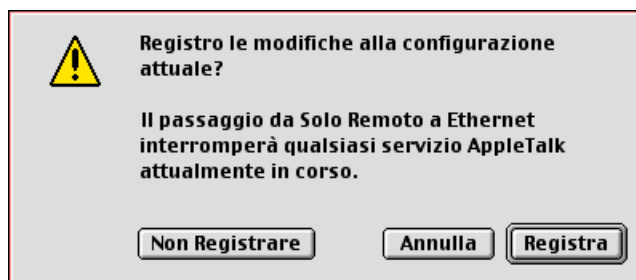 Registro le modifiche alla configurazione
attuale?
Il passaggio da Solo Remoto a Ethernet
interromperà qualsiasi servizio AppleTalk
attualmente in corso.
Non Registrare
Annulla
Registra